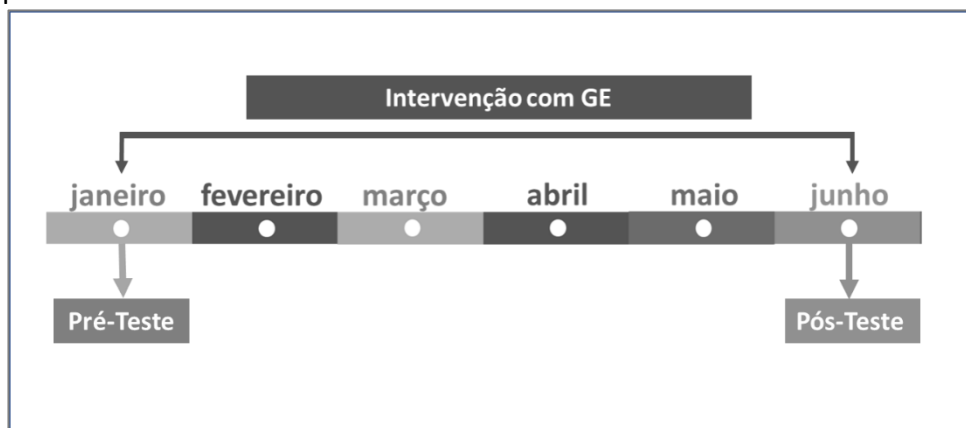 Intervenção com GE
janeiro fevereiro março abril maio junho
Pré-Teste Pós-Teste